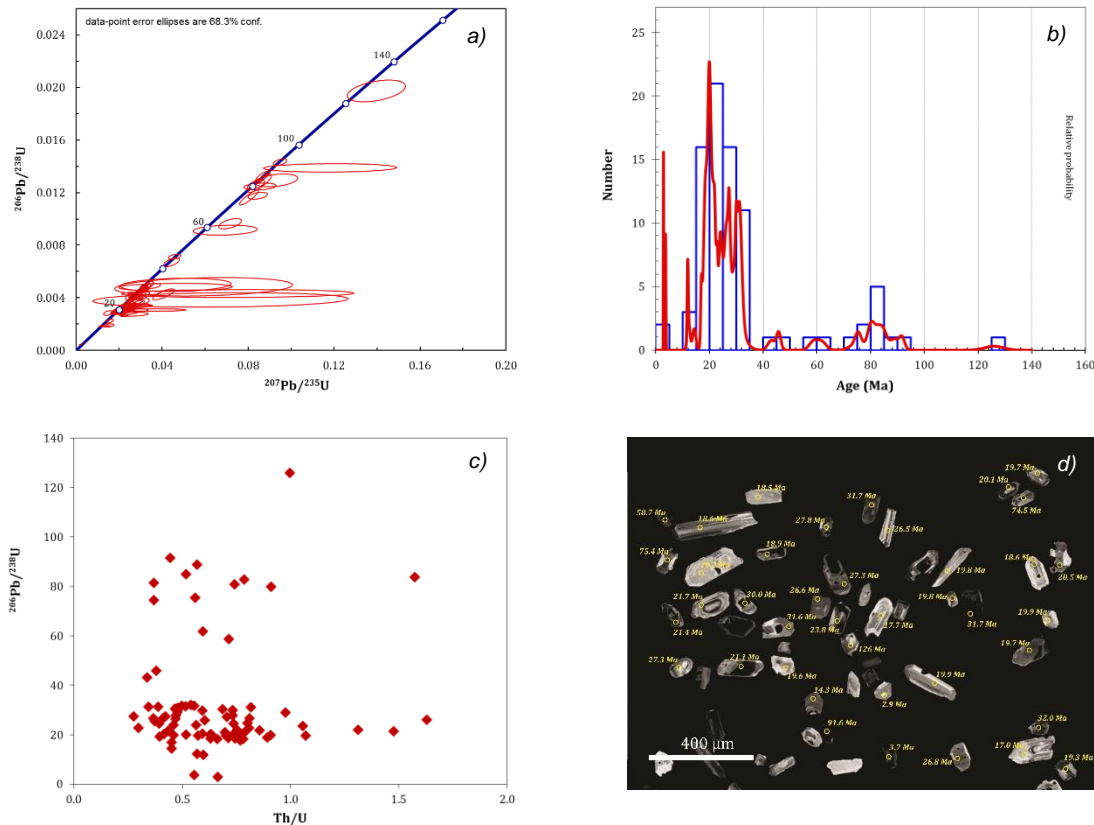 data-point error ellipses are 68.3% conf.
a)
0.024
0.020
0.016
0.012
0.008
0.004
0.000
140
100
60
20
0.00
0.04
0.08
0.12
0.16
0.20
²⁰⁶Pb/²³⁸U
²⁰⁷Pb/²³⁵U
b)
25
20
15
10
5
0
0
20
40
60
80
100
120
140
160
Number
Age (Ma)
Relative probability
c)
140
120
100
80
60
40
20
0
0.0
0.5
1.0
1.5
2.0
²⁰⁶Pb/²³⁸U
Th/U
d)
19.7 Ma
20.1 Ma
74.5 Ma
18.5 Ma
31.7 Ma
58.7 Ma
18.6 Ma
27.8 Ma
26.5 Ma
18.9 Ma
75.4 Ma
19.8 Ma
18.6 Ma
20.5 Ma
27.3 Ma
21.7 Ma
30.0 Ma
26.6 Ma
19.8 Ma
31.7 Ma
21.4 Ma
31.6 Ma
23.8 Ma
27.7 Ma
19.9 Ma
126 Ma
19.7 Ma
27.3 Ma
21.1 Ma
19.6 Ma
19.9 Ma
14.3 Ma
2.9 Ma
91.6 Ma
32.0 Ma
400 µm
3.7 Ma
26.8 Ma
17.0 Ma
19.3 Ma